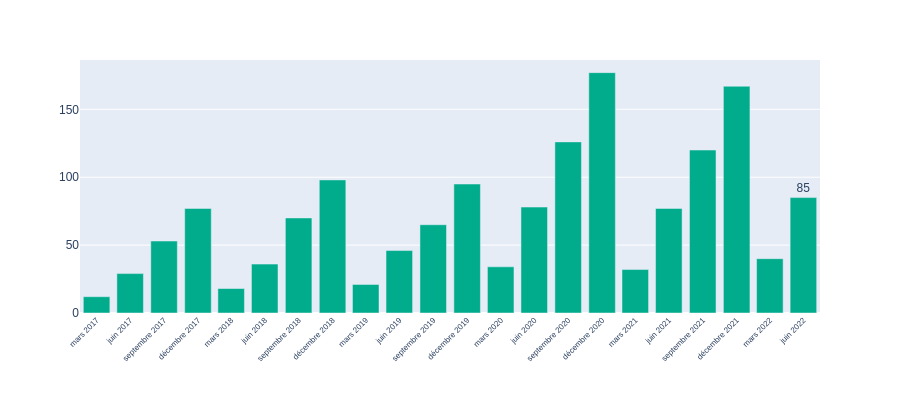 150
100
50
0
85
mars 2017
juin 2017
septembre 2017
décembre 2017
mars 2018
juin 2018
septembre 2018
décembre 2018
mars 2019
juin 2019
septembre 2019
décembre 2019
mars 2020
juin 2020
septembre 2020
décembre 2020
mars 2021
juin 2021
septembre 2021
décembre 2021
mars 2022
juin 2022